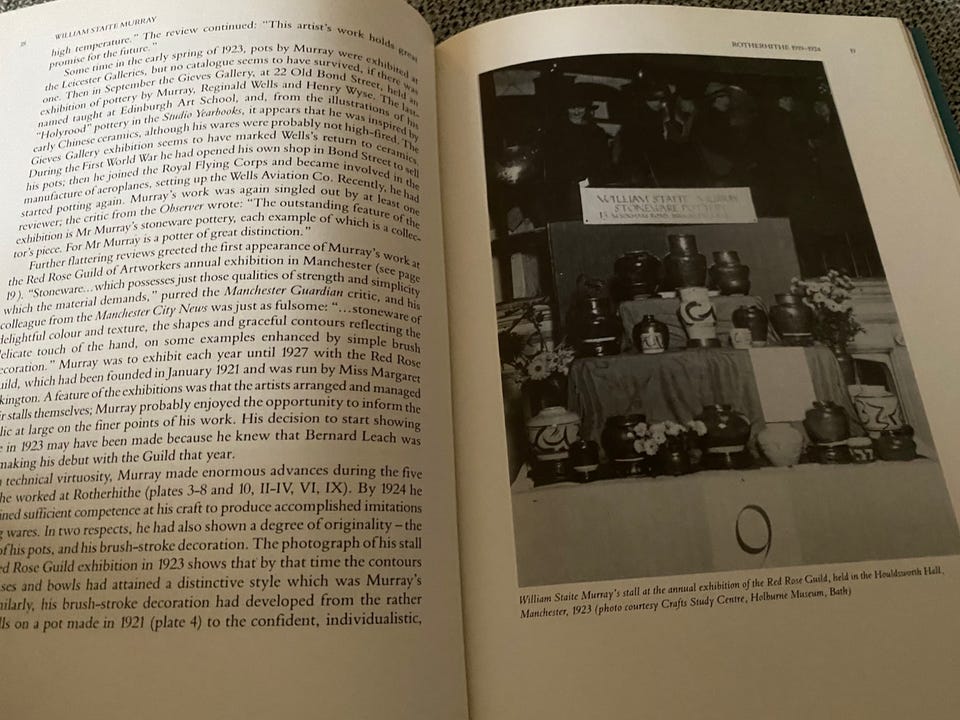 18 WILLIAM STAITE MURRAY
high temperature." The review continued: "This artist's work holds great
promise for the future."
Some time in the early spring of 1923, pots by Murray were exhibited at
the Leicester Galleries, but no catalogue seems to have survived, if there was
one. Then in September the Gieves Gallery, at 22 Old Bond Street, held an
exhibition of pottery by Murray, Reginald Wells and Henry Wyse. The last-
named taught at Edinburgh Art School, and, from the illustrations of his
"Holyrood" pottery in the Studio Yearbooks, it appears that he was inspired by
early Chinese ceramics, although his wares were probably not high-fired. The
Gieves Gallery exhibition seems to have marked Wells's return to ceramics.
During the First World War he had opened his own shop in Bond Street to sell
his pots; then he joined the Royal Flying Corps and became involved in the
manufacture of aeroplanes, setting up the Wells Aviation Co. Recently, he had
started potting again. Murray's work was again singled out by at least one
reviewer; the critic from the Observer wrote: "The outstanding feature of the
exhibition is Mr Murray's stoneware pottery, each example of which is a collec-
tor's piece. For Mr Murray is a potter of great distinction."
Further flattering reviews greeted the first appearance of Murray's work at
the Red Rose Guild of Artworkers annual exhibition in Manchester (see page
19). "Stoneware...which possesses just those qualities of strength and simplicity
which the material demands," purred the Manchester Guardian critic, and his
colleague from the Manchester City News was just as fulsome: "...stoneware of
delightful colour and texture, the shapes and graceful contours reflecting the
delicate touch of the hand, on some examples enhanced by simple brush
ecoration." Murray was to exhibit each year until 1927 with the Red Rose
uild, which had been founded in January 1921 and was run by Miss Margaret
kington. A feature of the exhibitions was that the artists arranged and managed
ir stalls themselves; Murray probably enjoyed the opportunity to inform the
lic at large on the finer points of his work. His decision to start showing
e in 1923 may have been made because he knew that Bernard Leach was
making his debut with the Guild that year.
technical virtuosity, Murray made enormous advances during the five
he worked at Rotherhithe (plates 3–8 and 10, II–IV, VI, IX). By 1924 he
ined sufficient competence at his craft to produce accomplished imitations
g wares. In two respects, he had also shown a degree of originality – the
of his pots, and his brush-stroke decoration. The photograph of his stall
ed Rose Guild exhibition in 1923 shows that by that time the contours
ses and bowls had attained a distinctive style which was Murray's
ilarly, his brush-stroke decoration had developed from the rather
lls on a pot made in 1921 (plate 4) to the confident, individualistic,
ROTHERHITHE 1919–1924 19
WILLIAM STAITE MURRAY
STONEWARE POTTERY
13 WICKHAM ROAD
9
William Staite Murray's stall at the annual exhibition of the Red Rose Guild, held in the Houldsworth Hall,
Manchester, 1923 (photo courtesy Crafts Study Centre, Holburne Museum, Bath)